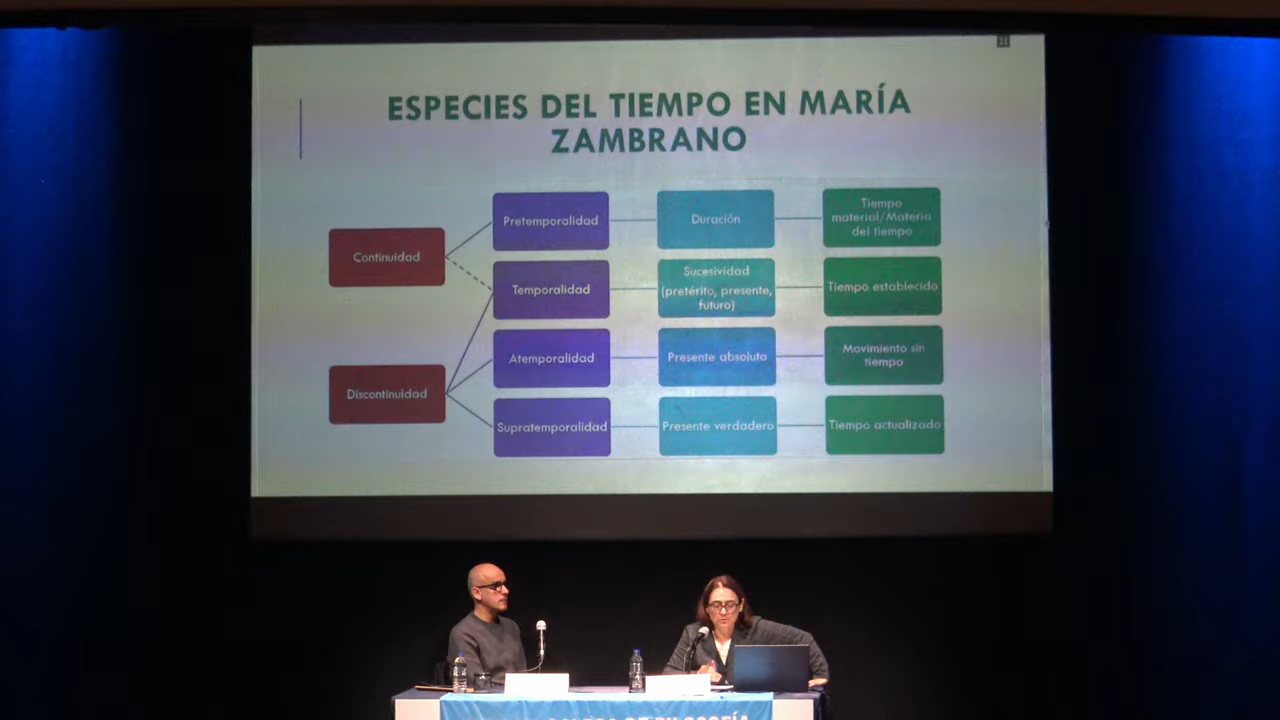 ESPECIES DEL TIEMPO EN MARÍA
ZAMBRANO
Continuidad
Discontinuidad
Pretemporalidad
Duración
Tiempo
material/Materia
del tiempo
Temporalidad
Sucesividad
(pretérito, presente,
futuro)
Tiempo establecido
Atemporalidad
Presente absoluto
Movimiento sin
tiempo
Supratemporalidad
Presente verdadero
Tiempo actualizado